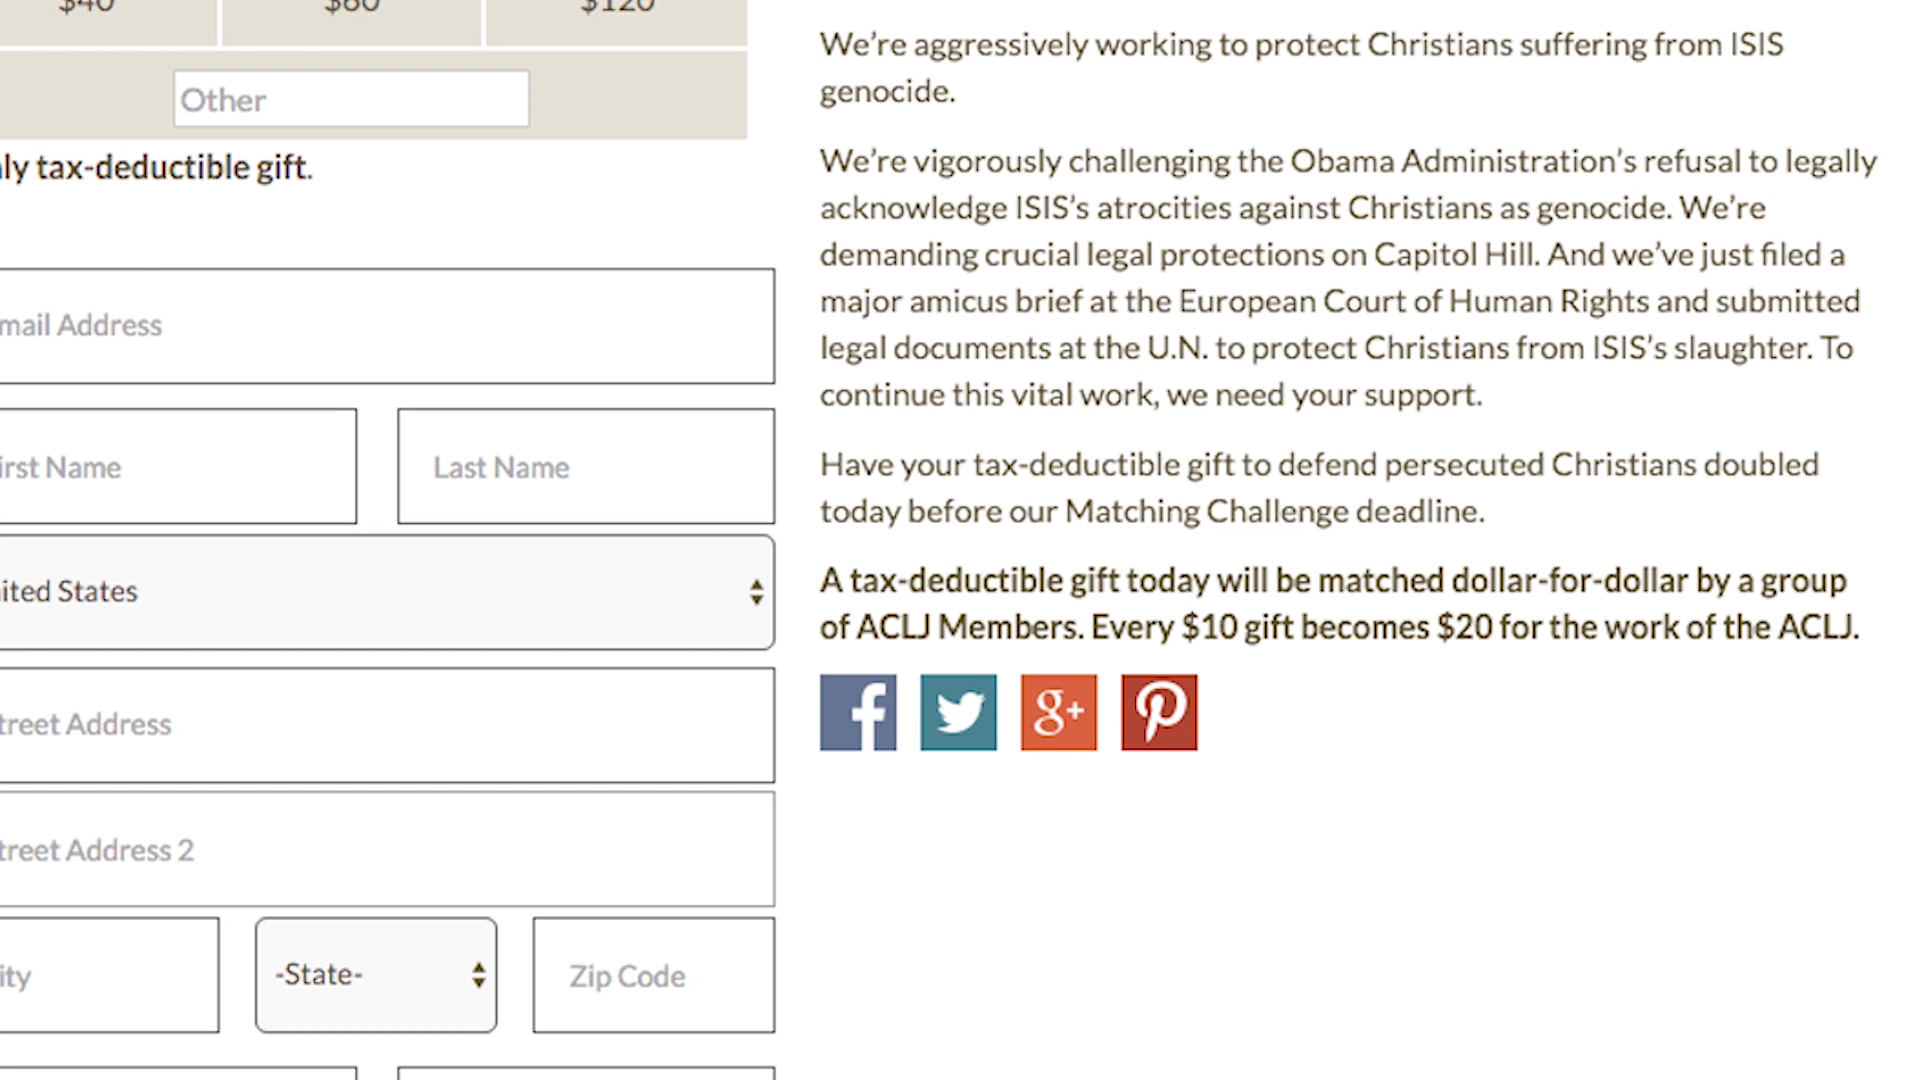 $40 $60 $120
Other
ly tax-deductible gift.
mail Address
irst Name Last Name
ited States
treet Address
treet Address 2
ity -State- Zip Code
We’re aggressively working to protect Christians suffering from ISIS
genocide.
We’re vigorously challenging the Obama Administration’s refusal to legally
acknowledge ISIS’s atrocities against Christians as genocide. We’re
demanding crucial legal protections on Capitol Hill. And we’ve just filed a
major amicus brief at the European Court of Human Rights and submitted
legal documents at the U.N. to protect Christians from ISIS’s slaughter. To
continue this vital work, we need your support.
Have your tax-deductible gift to defend persecuted Christians doubled
today before our Matching Challenge deadline.
A tax-deductible gift today will be matched dollar-for-dollar by a group
of ACLJ Members. Every $10 gift becomes $20 for the work of the ACLJ.
f g+